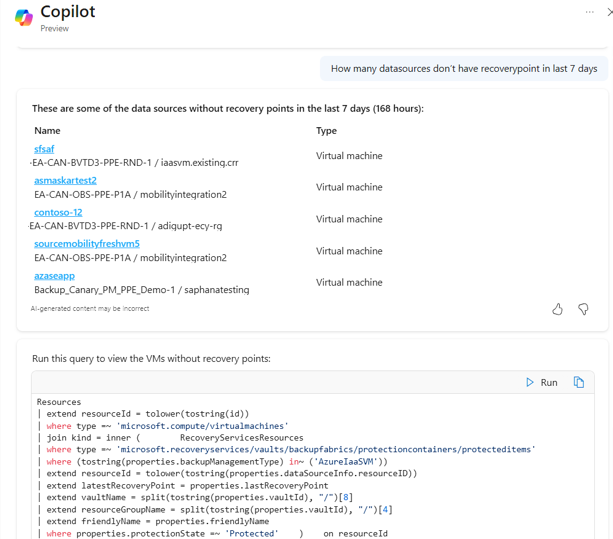 Copilot
Preview
How many datasources don't have recoverypoint in last 7 days
These are some of the data sources without recovery points in the last 7 days (168 hours):
Name Type
sfsaf
-EA-CAN-BVTD3-PPE-RND-1 / iaasvm.existing.crr Virtual machine
asmaskartest2
EA-CAN-OBS-PPE-P1A / mobilityintegration2 Virtual machine
contoso-12
EA-CAN-BVTD3-PPE-RND-1 / adigupt-ecy-rg Virtual machine
sourcemobilityfreshvm5
EA-CAN-OBS-PPE-P1A / mobilityintegration2 Virtual machine
azaseapp
Backup_Canary_PM_PPE_Demo-1 / saphanatesting Virtual machine
AI-generated content may be incorrect
Run this query to view the VMs without recovery points:
Run
Resources
| extend resourceId = tolower(tostring(id))
| where type =~ 'microsoft.compute/virtualmachines'
| join kind = inner ( RecoveryServicesResources
| where type =~ 'microsoft.recoveryservices/vaults/backupfabrics/protectioncontainers/protecteditems'
| where (tostring(properties.backupManagementType) in~ ('AzureIaaSVM'))
| extend resourceId = tolower(tostring(properties.dataSourceInfo.resourceID))
| extend latestRecoveryPoint = properties.lastRecoveryPoint
| extend vaultName = split(tostring(properties.vaultId), "/")[8]
| extend resourceGroupName = split(tostring(properties.vaultId), "/")[4]
| extend friendlyName = properties.friendlyName
| where properties.protectionState =~ 'Protected' ) on resourceId